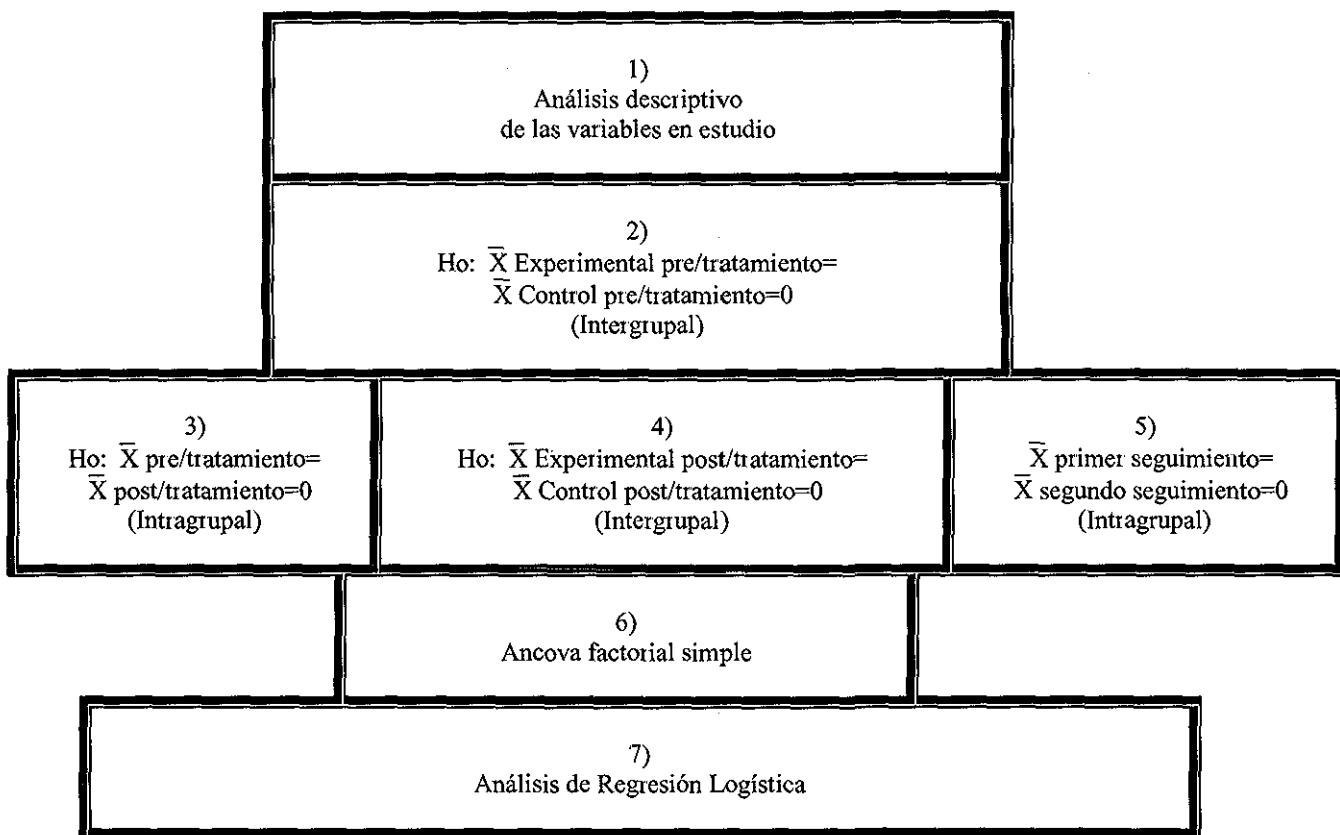 1)
Análisis descriptivo
de las variables en estudio
2)
Ho: X̅ Experimental pre/tratamiento=
X̅ Control pre/tratamiento=0
(Intergrupal)
3)
Ho: X̅ pre/tratamiento=
X̅ post/tratamiento=0
(Intragrupal)
4)
Ho: X̅ Experimental post/tratamiento=
X̅ Control post/tratamiento=0
(Intergrupal)
5)
X̅ primer seguimiento=
X̅ segundo seguimiento=0
(Intragrupal)
6)
Ancova factorial simple
7)
Análisis de Regresión Logística